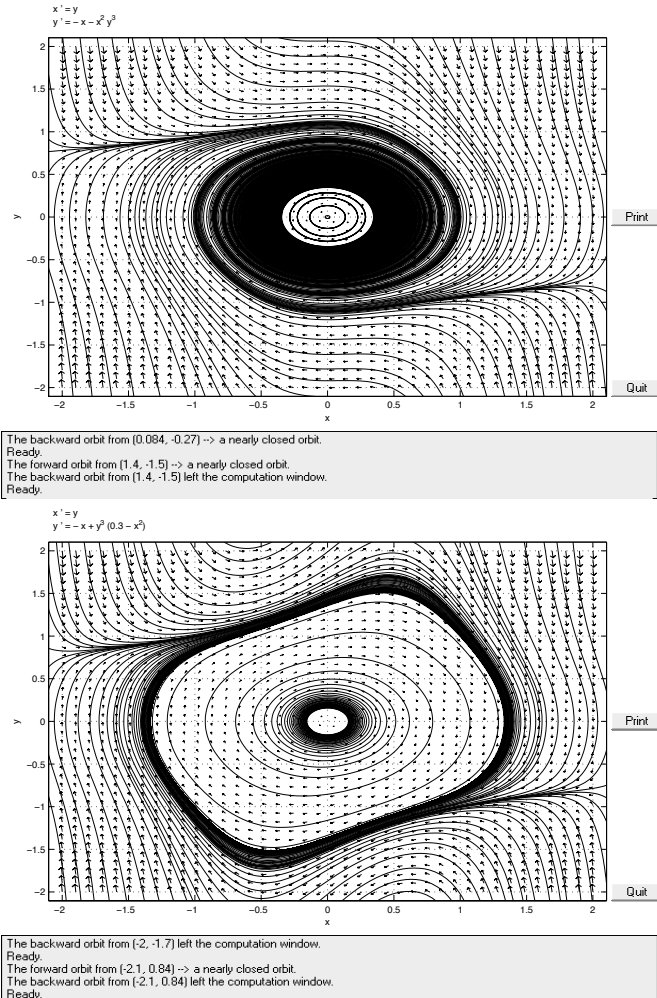 x ' = y
y ' = − x − x² y³
2
1.5
1
0.5
0
−0.5
−1
−1.5
−2
y
−2 −1.5 −1 −0.5 0 0.5 1 1.5 2
x
Print
Quit
The backward orbit from (0.084, -0.27) --> a nearly closed orbit.
Ready.
The forward orbit from (1.4, -1.5) --> a nearly closed orbit.
The backward orbit from (1.4, -1.5) left the computation window.
Ready.
x ' = y
y ' = − x + y³ (0.3 − x²)
2
1.5
1
0.5
0
−0.5
−1
−1.5
−2
y
−2 −1.5 −1 −0.5 0 0.5 1 1.5 2
x
Print
Quit
The backward orbit from (-2, -1.7) left the computation window.
Ready.
The forward orbit from (-2.1, 0.84) --> a nearly closed orbit.
The backward orbit from (-2.1, 0.84) left the computation window.
Ready.